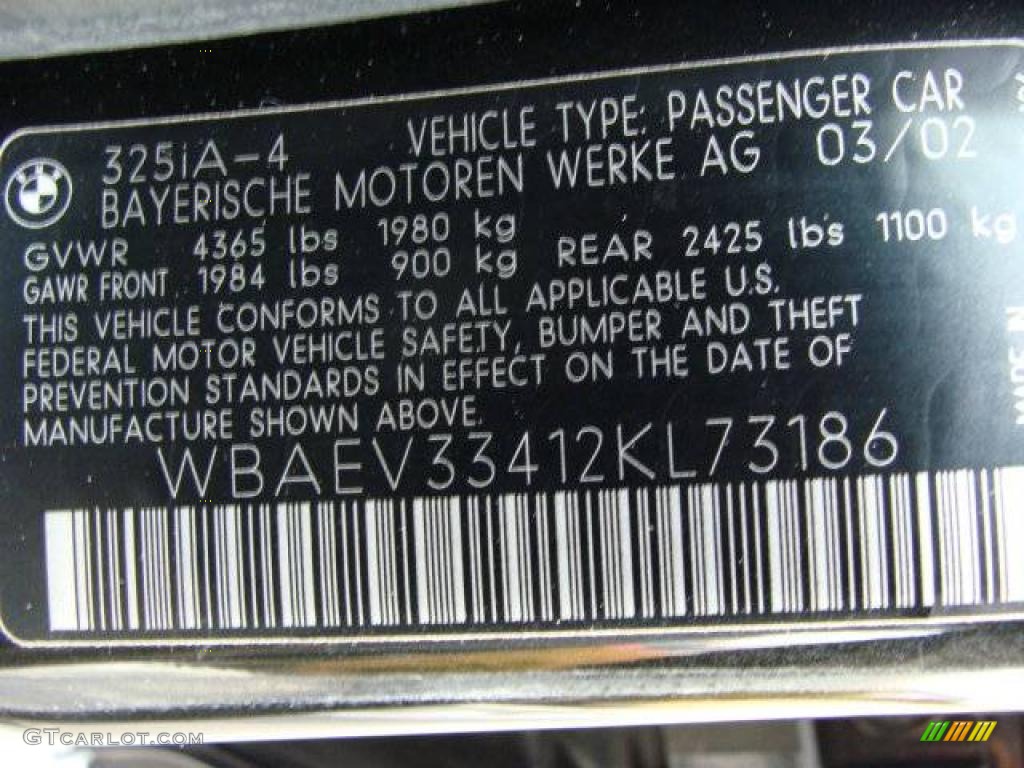 325iA-4 VEHICLE TYPE: PASSENGER CAR
BAYERISCHE MOTOREN WERKE AG 03/02
GVWR 4365 lbs 1980 kg
GAWR FRONT 1984 lbs 900 kg REAR 2425 lbs 1100 kg
THIS VEHICLE CONFORMS TO ALL APPLICABLE U.S.
FEDERAL MOTOR VEHICLE SAFETY, BUMPER AND THEFT
PREVENTION STANDARDS IN EFFECT ON THE DATE OF
MANUFACTURE SHOWN ABOVE.
WBAEV33412KL73186
GTCarLot.com